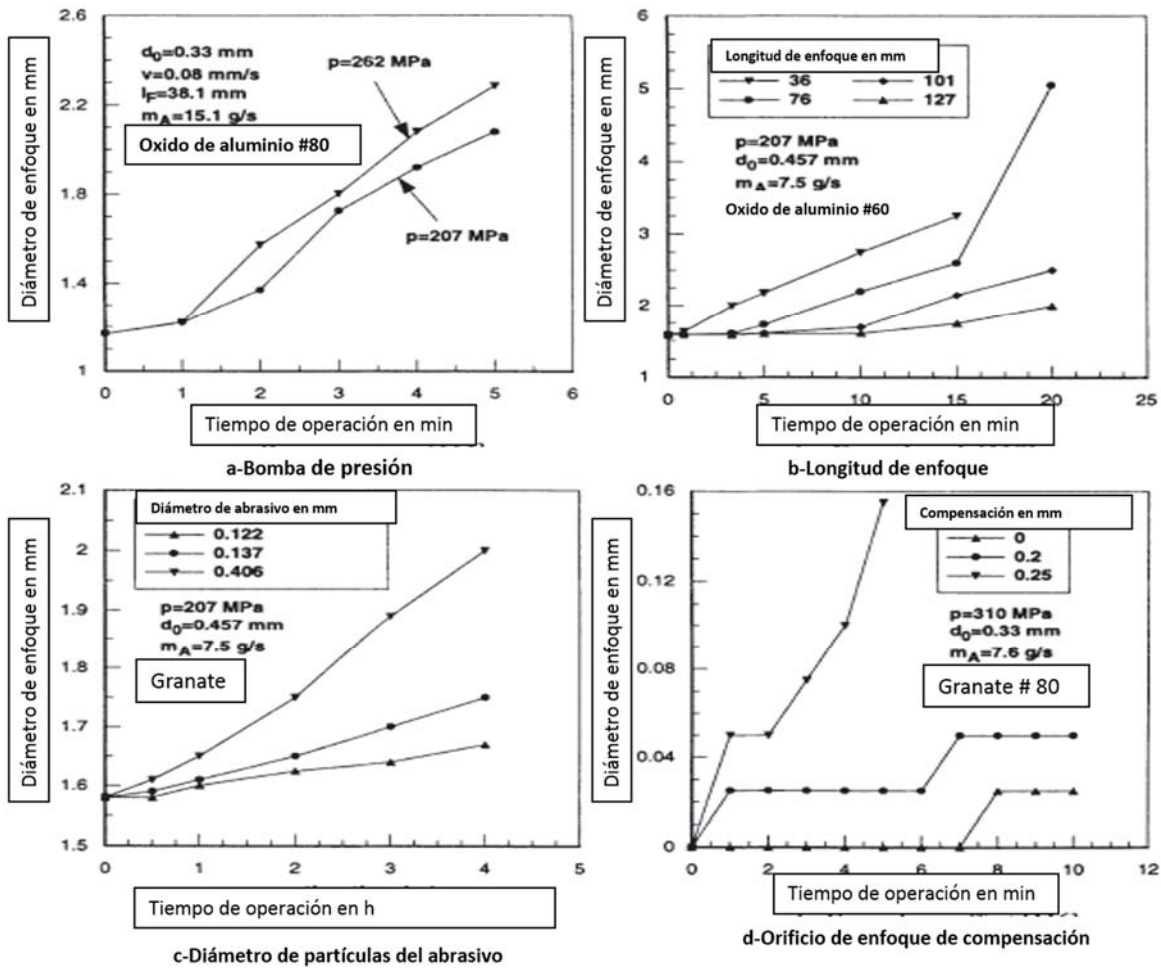 Diámetro de enfoque en mm
2.6
2.2
1.8
1.4
1
d0=0.33 mm
v=0.08 mm/s
lF=38.1 mm
mA=15.1 g/s
Oxido de aluminio #80
p=262 MPa
p=207 MPa
0 1 2 3 4 5 6
Tiempo de operación en min
a-Bomba de presión
Diámetro de enfoque en mm
6
5
4
3
2
1
Longitud de enfoque en mm
36 101
76 127
p=207 MPa
d0=0.457 mm
mA=7.5 g/s
Oxido de aluminio #60
0 5 10 15 20 25
Tiempo de operación en min
b-Longitud de enfoque
Diámetro de enfoque en mm
2.1
2
1.9
1.8
1.7
1.6
1.5
Diámetro de abrasivo en mm
0.122
0.137
0.406
p=207 MPa
d0=0.457 mm
mA=7.5 g/s
Granate
0 1 2 3 4 5
Tiempo de operación en h
c-Diámetro de partículas del abrasivo
Diámetro de enfoque en mm
0.16
0.12
0.08
0.04
0
Compensación en mm
0
0.2
0.25
p=310 MPa
d0=0.33 mm
mA=7.6 g/s
Granate # 80
0 2 4 6 8 10 12
Tiempo de operación en min
d-Orificio de enfoque de compensación